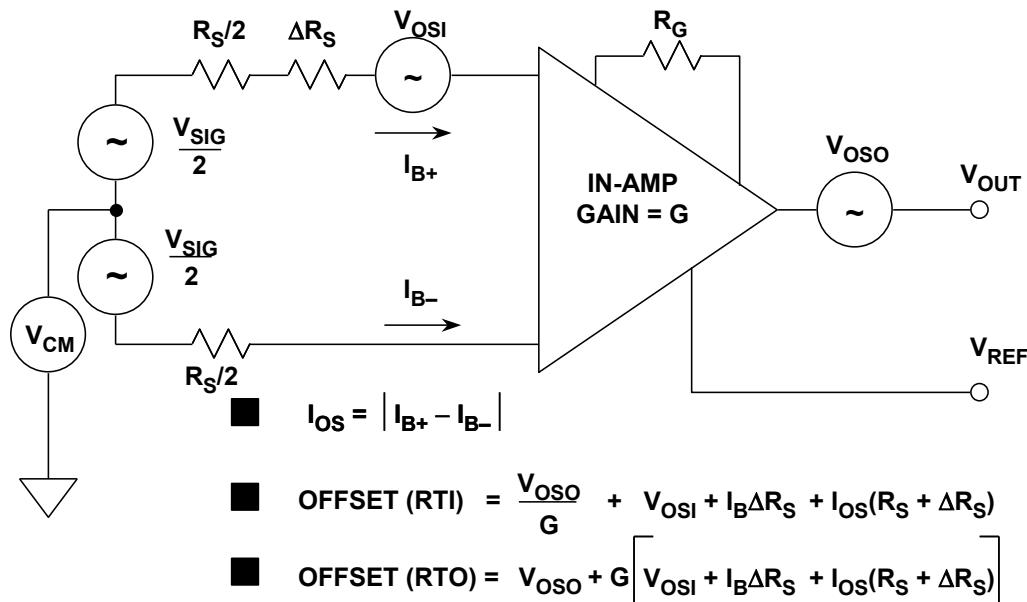 R_S/2 ΔR_S V_OSI R_G
~
V_SIG
2
~
I_B+
IN-AMP
GAIN = G
V_OSO
~
V_OUT
V_SIG
2
~
I_B–
V_CM
R_S/2
V_REF
I_OS = | I_B+ – I_B– |
OFFSET (RTI) = V_OSO / G + V_OSI + I_BΔR_S + I_OS(R_S + ΔR_S)
OFFSET (RTO) = V_OSO + G [ V_OSI + I_BΔR_S + I_OS(R_S + ΔR_S) ]